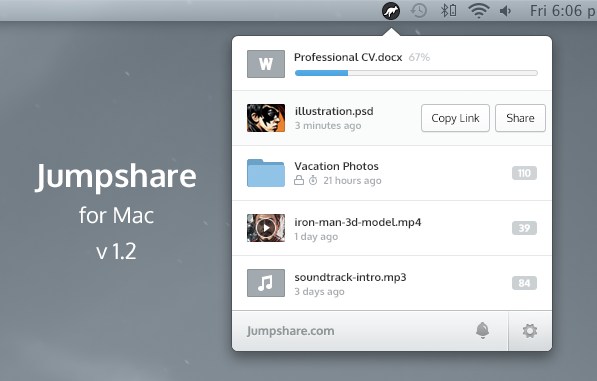 Fri 6:06 p
Jumpshare
for Mac
v 1.2
W
Professional CV.docx 67%
illustration.psd
3 minutes ago
Copy Link
Share
Vacation Photos
21 hours ago
110
iron-man-3d-model.mp4
1 day ago
39
soundtrack-intro.mp3
3 days ago
84
Jumpshare.com